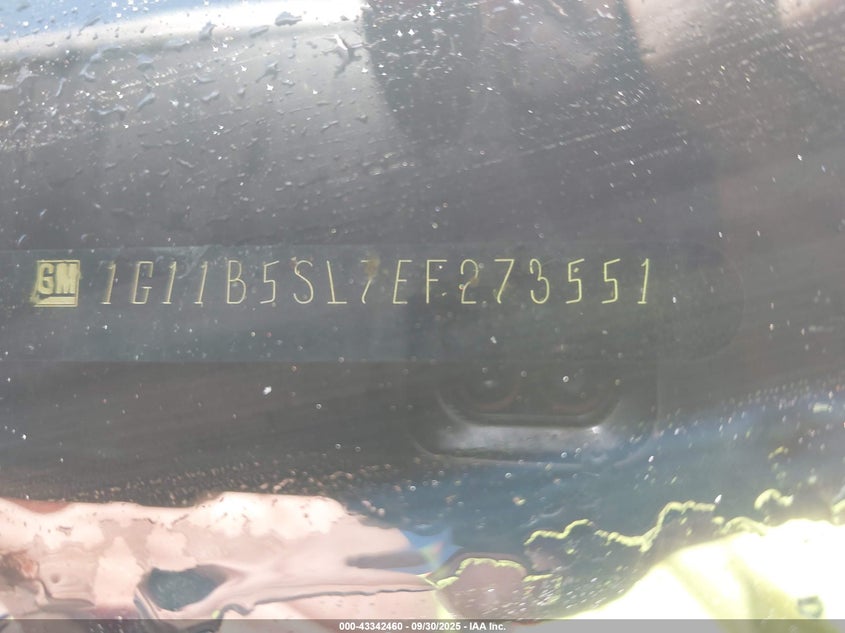 GM 1G11B5SL7EF273551
000-43342460 - 09/30/2025 - IAA Inc.